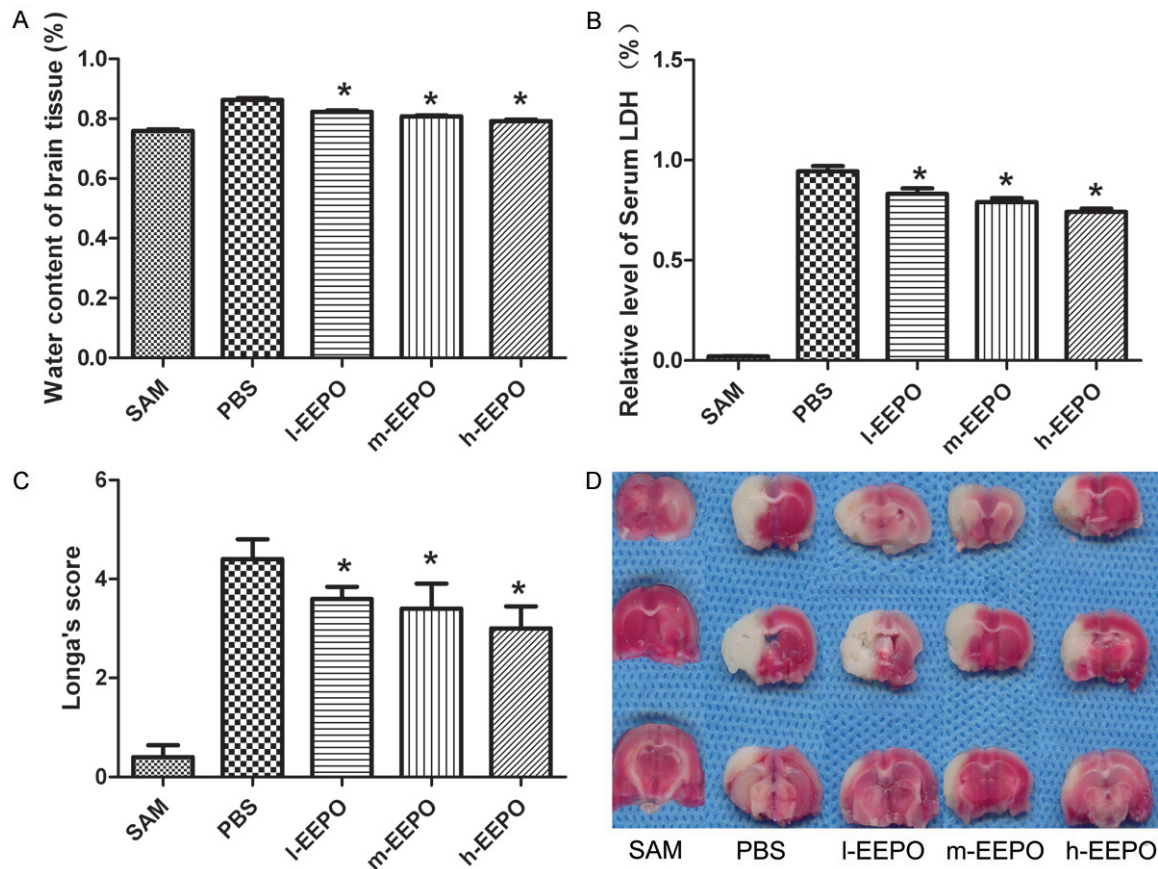 A
Water content of brain tissue (%)
1.0
0.8
0.6
0.4
0.2
0.0
*
*
*
SAM
PBS
l-EEPO
m-EEPO
h-EEPO
B
Relative level of Serum LDH （%）
1.5
1.0
0.5
0.0
*
*
*
SAM
PBS
l-EEPO
m-EEPO
h-EEPO
C
Longa's score
6
4
2
0
*
*
*
SAM
PBS
l-EEPO
m-EEPO
h-EEPO
D
SAM PBS l-EEPO m-EEPO h-EEPO